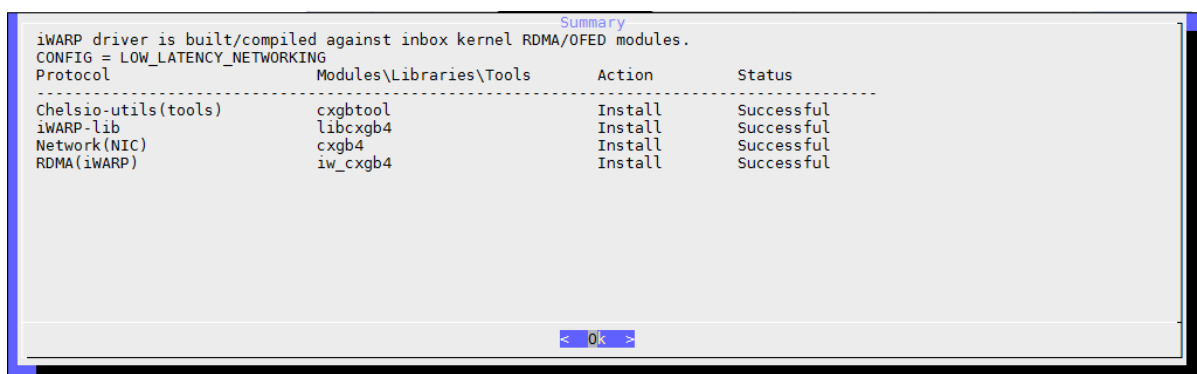 Summary
iWARP driver is built/compiled against inbox kernel RDMA/OFED modules.
CONFIG = LOW_LATENCY_NETWORKING
Protocol Modules\Libraries\Tools Action Status
------------------------------------------------------------------------------------------
Chelsio-utils(tools) cxgbtool Install Successful
iWARP-lib libcxgb4 Install Successful
Network(NIC) cxgb4 Install Successful
RDMA(iWARP) iw_cxgb4 Install Successful
< Ok >